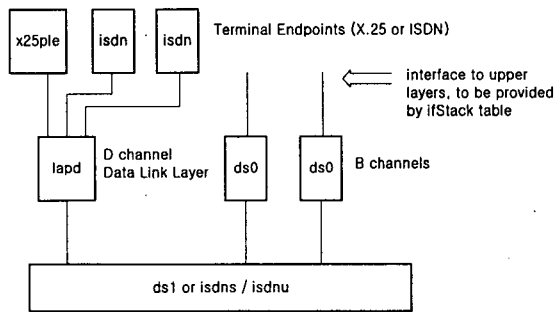 x25ple
isdn
isdn
Terminal Endpoints (X.25 or ISDN)
interface to upper
layers, to be provided
by ifStack table
lapd
D channel
Data Link Layer
ds0
ds0
B channels
ds1 or isdns / isdnu